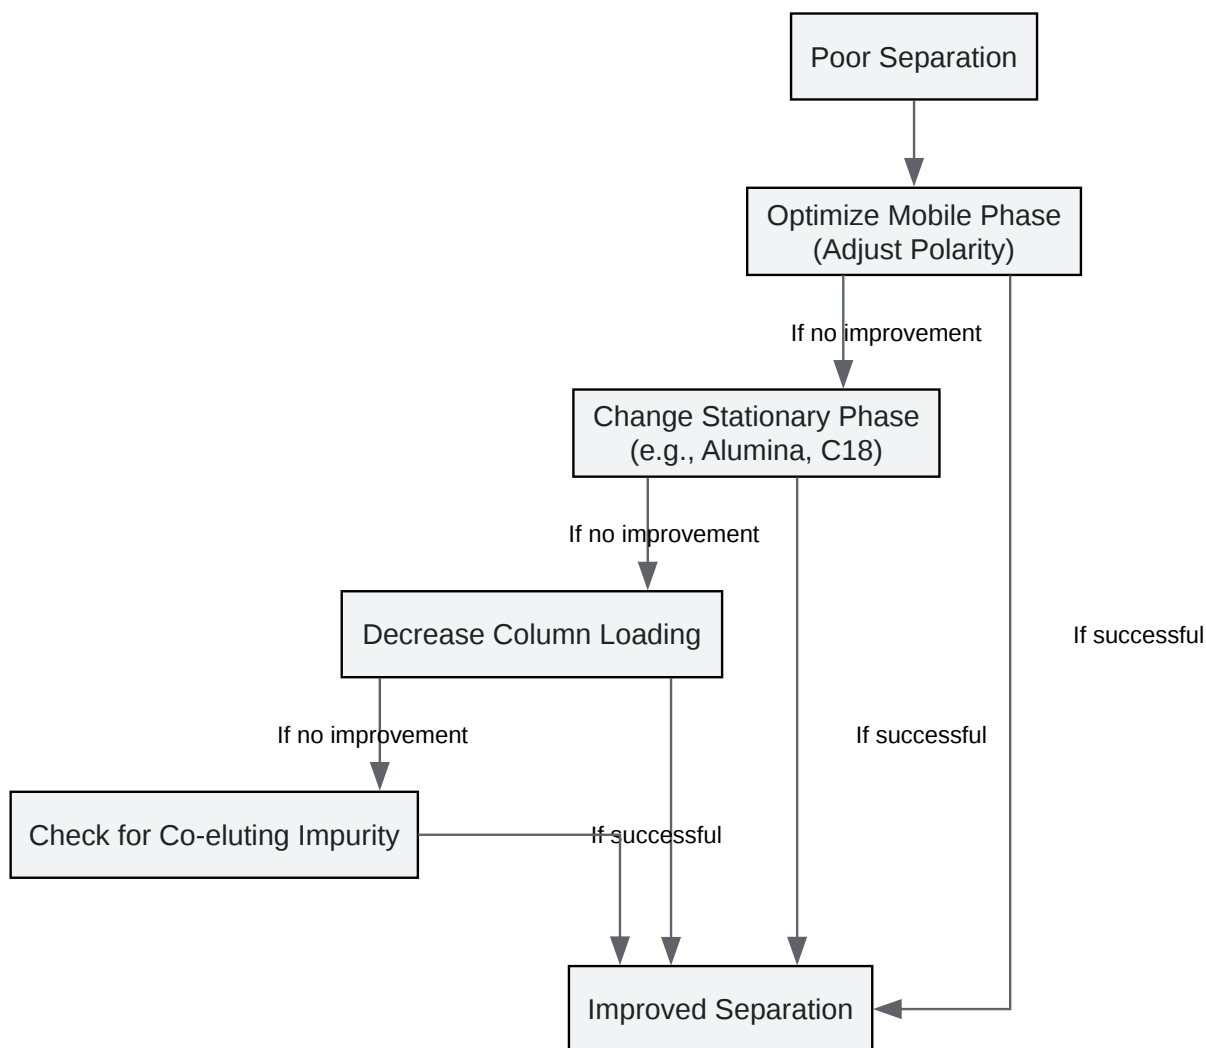 Poor Separation
Optimize Mobile Phase
(Adjust Polarity)
If no improvement
Change Stationary Phase
(e.g., Alumina, C18)
If no improvement
Decrease Column Loading
If successful
If no improvement
If successful
Check for Co-eluting Impurity
If successful
Improved Separation